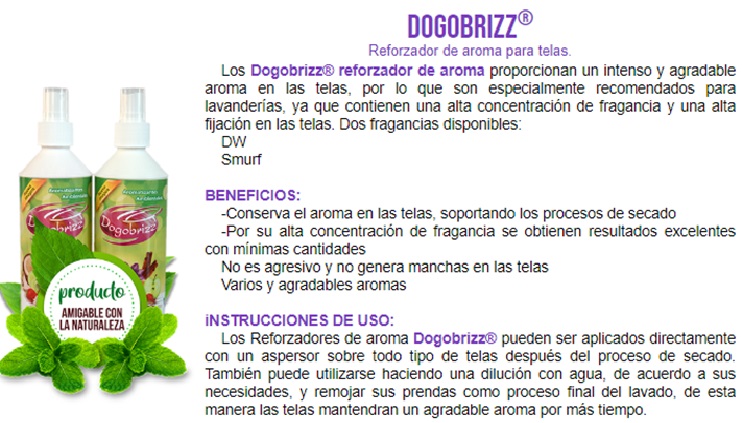 DOGOBRIZZ®
Reforzador de aroma para telas.
Los Dogobrizz® reforzador de aroma proporcionan un intenso y agradable
aroma en las telas, por lo que son especialmente recomendados para
lavanderías, ya que contienen una alta concentración de fragancia y una alta
fijación en las telas. Dos fragancias disponibles:
DW
Smurf
BENEFICIOS:
-Conserva el aroma en las telas, soportando los procesos de secado
-Por su alta concentración de fragancia se obtienen resultados excelentes
con mínimas cantidades
No es agresivo y no genera manchas en las telas
Varios y agradables aromas
iNSTRUCCIONES DE USO:
Los Reforzadores de aroma Dogobrizz® pueden ser aplicados directamente
con un aspersor sobre todo tipo de telas después del proceso de secado.
También puede utilizarse haciendo una dilución con agua, de acuerdo a sus
necesidades, y remojar sus prendas como proceso final del lavado, de esta
manera las telas mantendran un agradable aroma por más tiempo.
Dogobrizz
Dogobrizz
producto
AMIGABLE CON
LA NATURALEZA